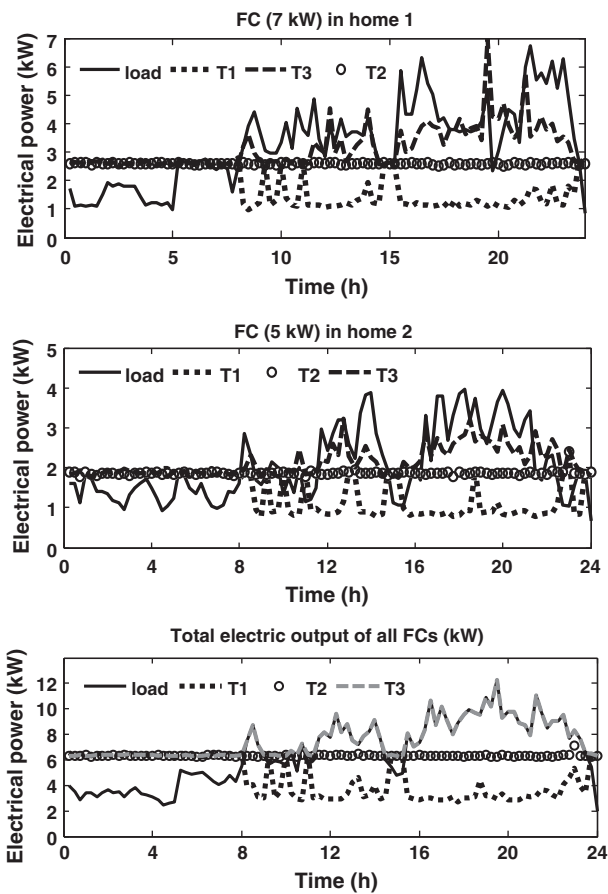 FC (7 kW) in home 1
Electrical power (kW)
7
6
5
4
3
2
1
0
load T1 T3 T2
0 5 10 15 20
Time (h)
FC (5 kW) in home 2
Electrical power (kW)
5
4
3
2
1
0
load T1 T2 T3
0 4 8 12 16 20 24
Time (h)
Total electric output of all FCs (kW)
Electrical power (kW)
12
10
8
6
4
2
0
load T1 T2 T3
0 4 8 12 16 20 24
Time (h)